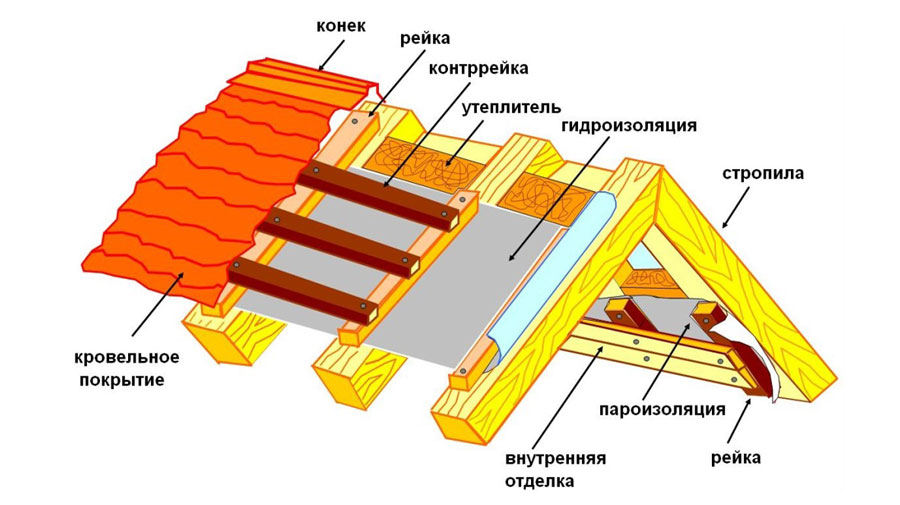 конек
рейка
контррейка
утеплитель
гидроизоляция
стропила
кровельное
покрытие
пароизоляция
внутренняя
отделка
рейка